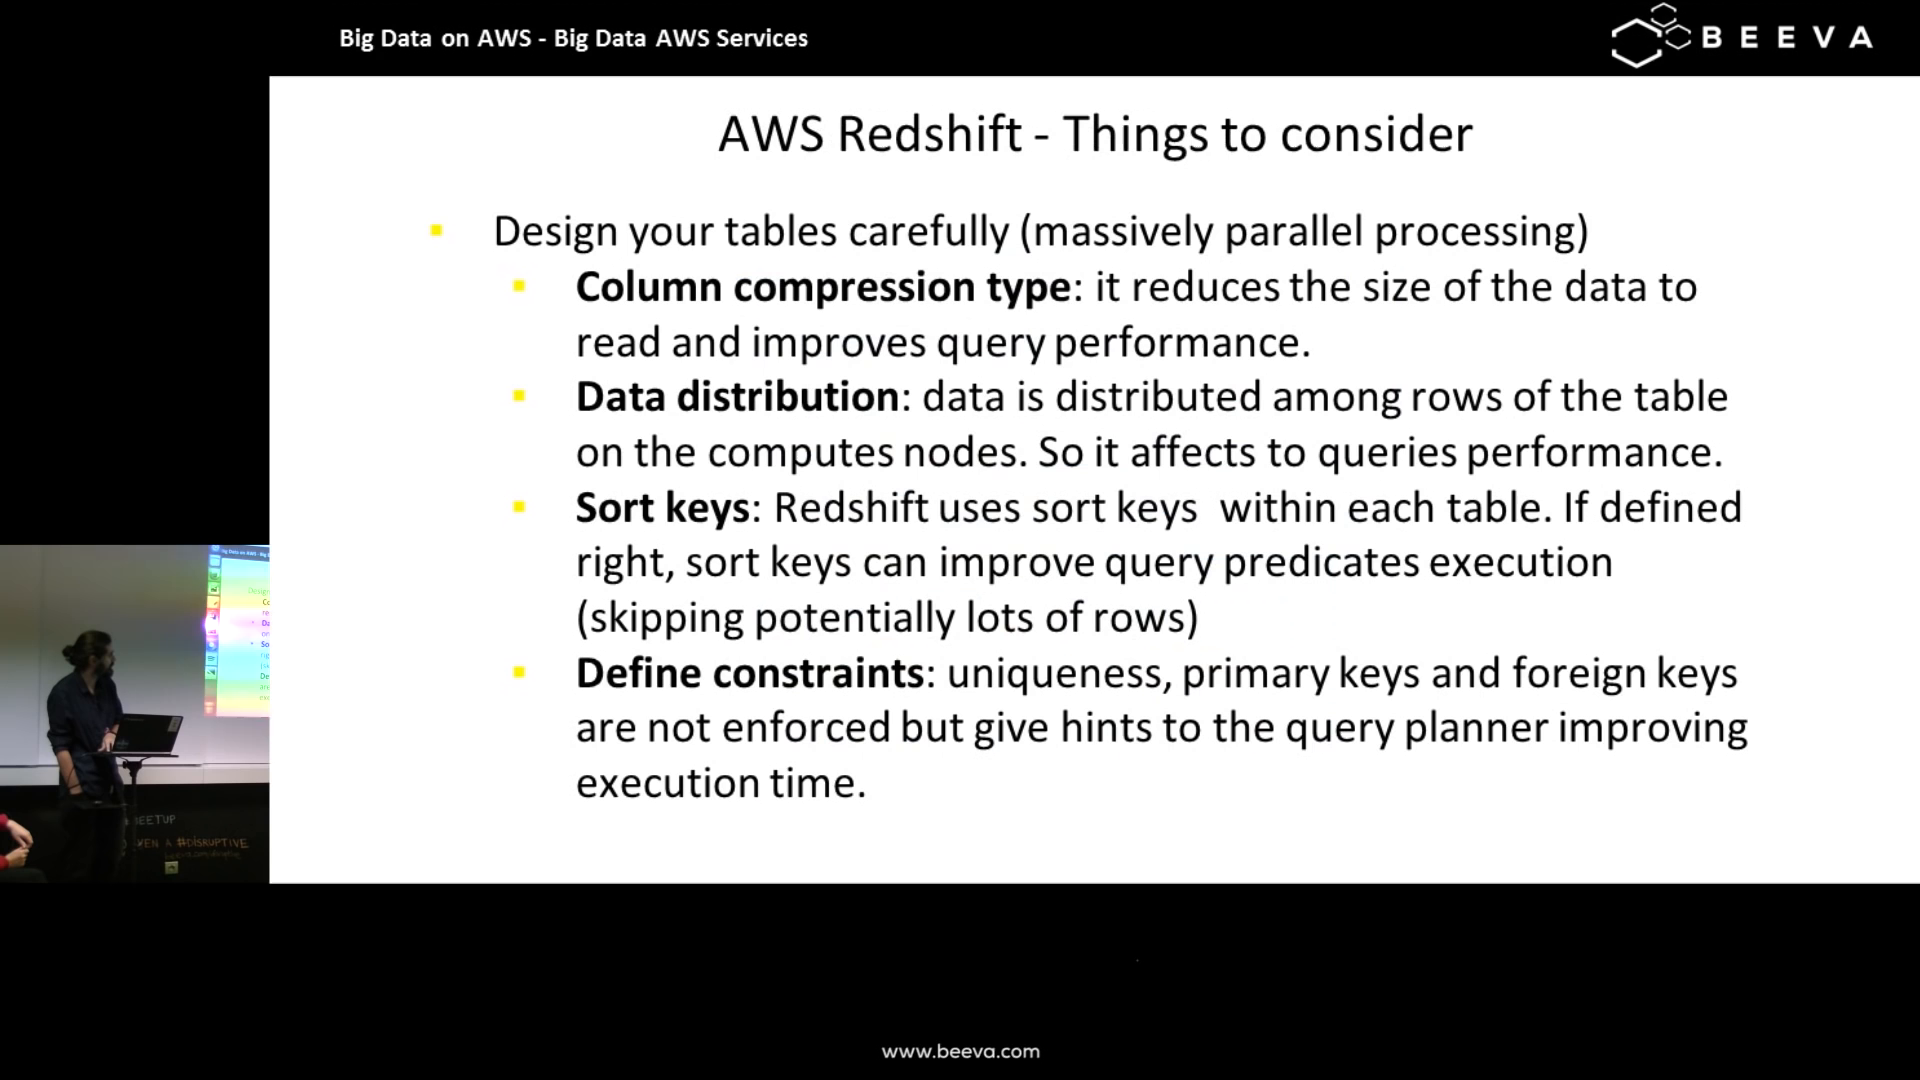 Big Data on AWS - Big Data AWS Services
BEEVA
AWS Redshift - Things to consider
Design your tables carefully (massively parallel processing)
Column compression type: it reduces the size of the data to
read and improves query performance.
Data distribution: data is distributed among rows of the table
on the computes nodes. So it affects to queries performance.
Sort keys: Redshift uses sort keys within each table. If defined
right, sort keys can improve query predicates execution
(skipping potentially lots of rows)
Define constraints: uniqueness, primary keys and foreign keys
are not enforced but give hints to the query planner improving
execution time.
#DISRUPTIVE
www.beeva.com